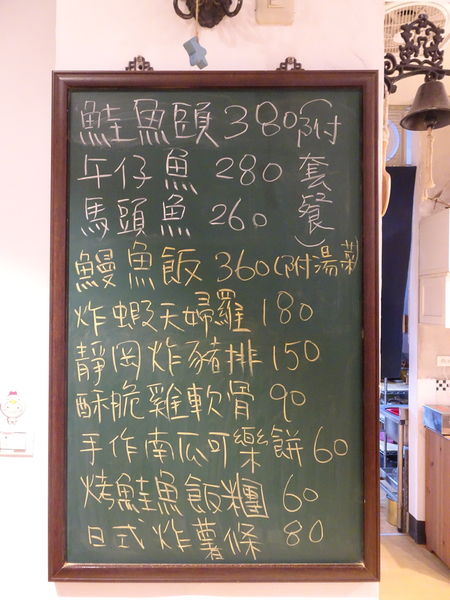 鮭魚頭 380(附
午仔魚 280 套
馬頭魚 260 餐)
鰻魚飯 360(附湯菜)
炸蝦天婦羅 180
靜岡炸豬排 150
酥脆雞軟骨 90
手作南瓜可樂餅 60
烤鮭魚飯糰 60
日式炸薯條 80